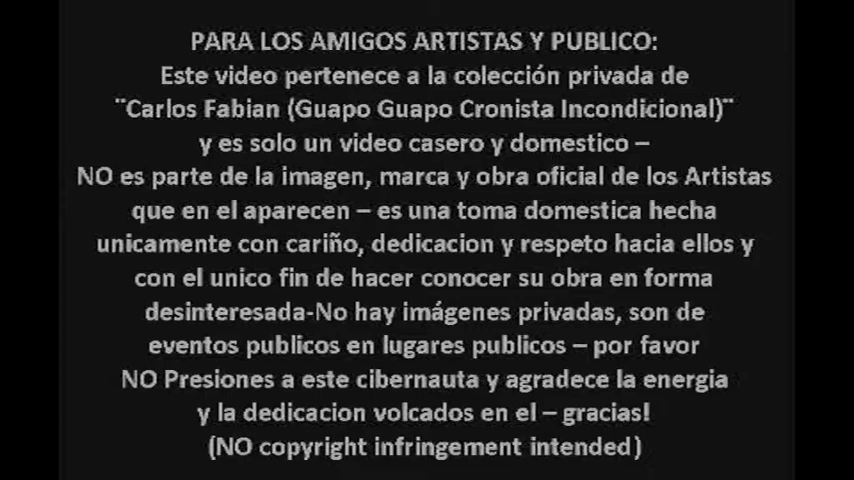 PARA LOS AMIGOS ARTISTAS Y PUBLICO:
Este video pertenece a la colección privada de
¨Carlos Fabian (Guapo Guapo Cronista Incondicional)¨
y es solo un video casero y domestico –
NO es parte de la imagen, marca y obra oficial de los Artistas
que en el aparecen – es una toma domestica hecha
unicamente con cariño, dedicacion y respeto hacia ellos y
con el unico fin de hacer conocer su obra en forma
desinteresada-No hay imágenes privadas, son de
eventos publicos en lugares publicos – por favor
NO Presiones a este cibernauta y agradece la energia
y la dedicacion volcados en el – gracias!
(NO copyright infringement intended)